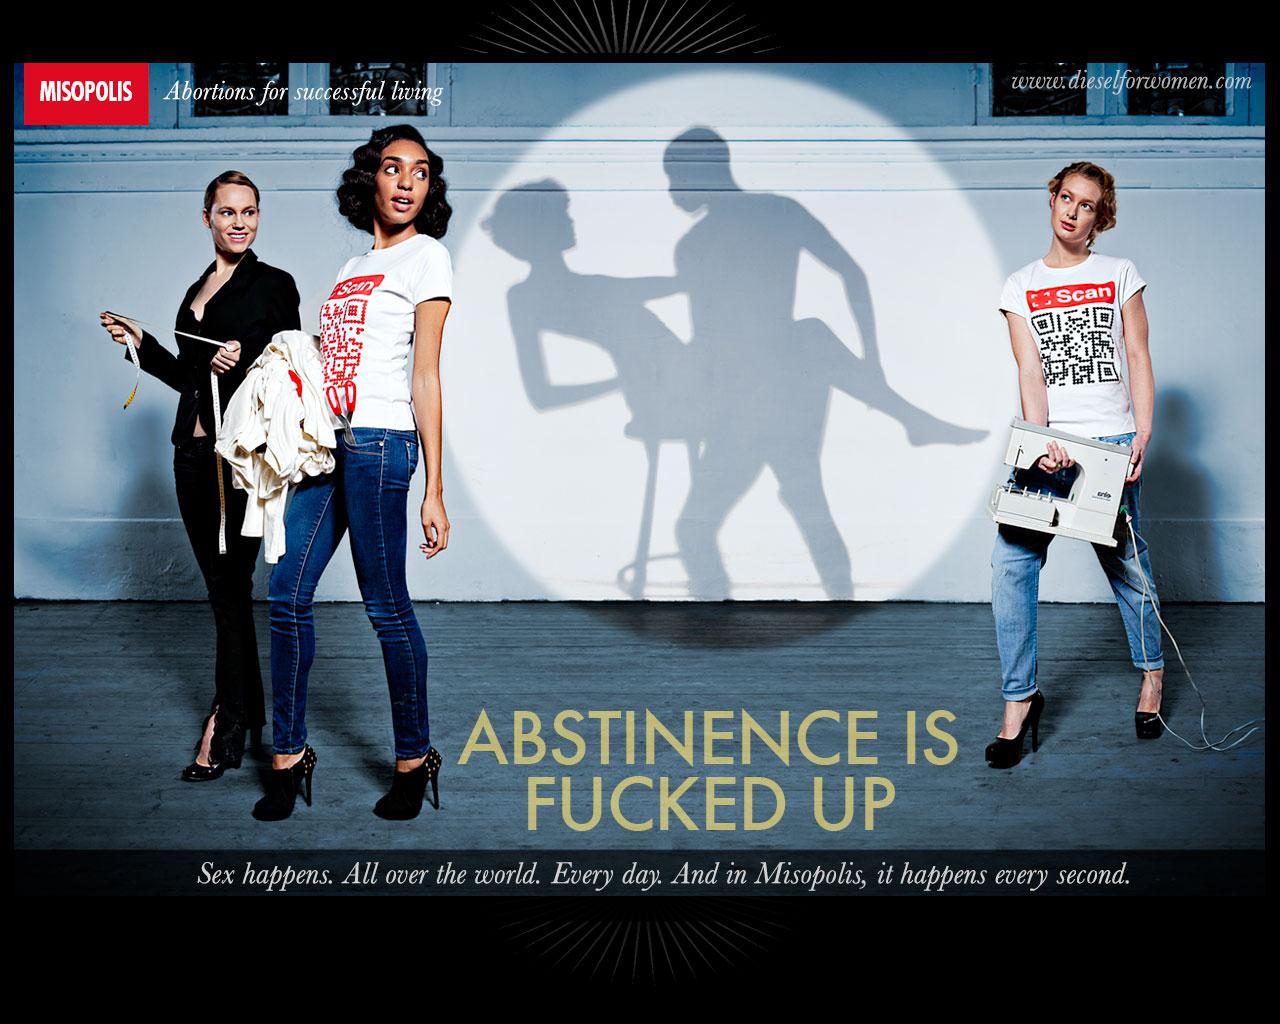 MISOPOLIS
Abortions for successful living
www.dieselforwomen.com
Scan
Scan
ABSTINENCE IS
FUCKED UP
Sex happens. All over the world. Every day. And in Misopolis, it happens every second.